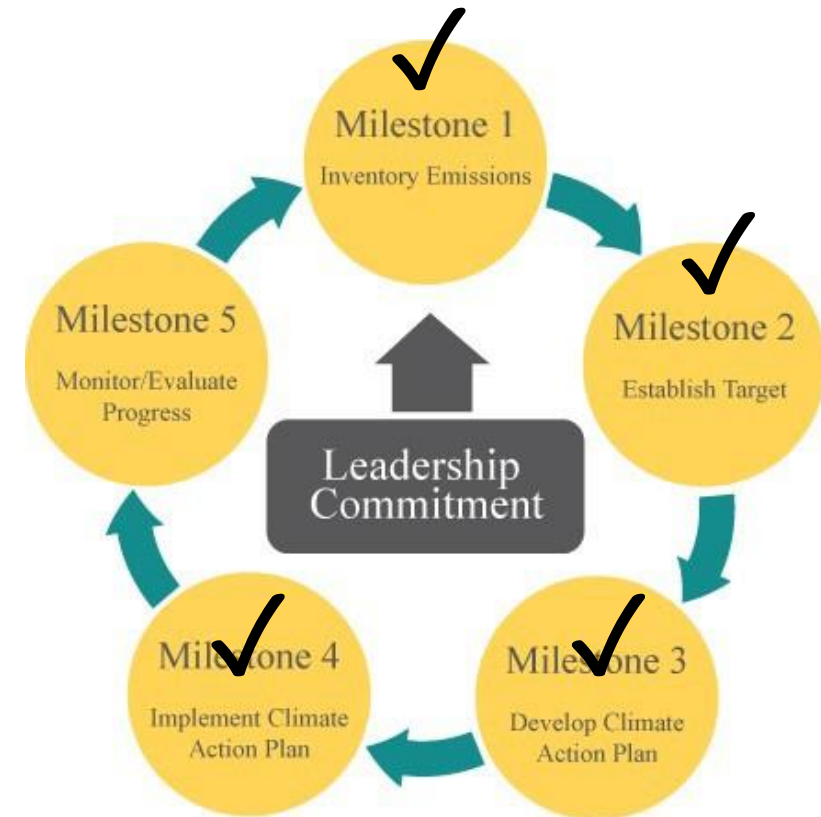 Milestone 1
Inventory Emissions
Milestone 2
Establish Target
Milestone 3
Develop Climate
Action Plan
Milestone 4
Implement Climate
Action Plan
Milestone 5
Monitor/Evaluate
Progress
Leadership
Commitment